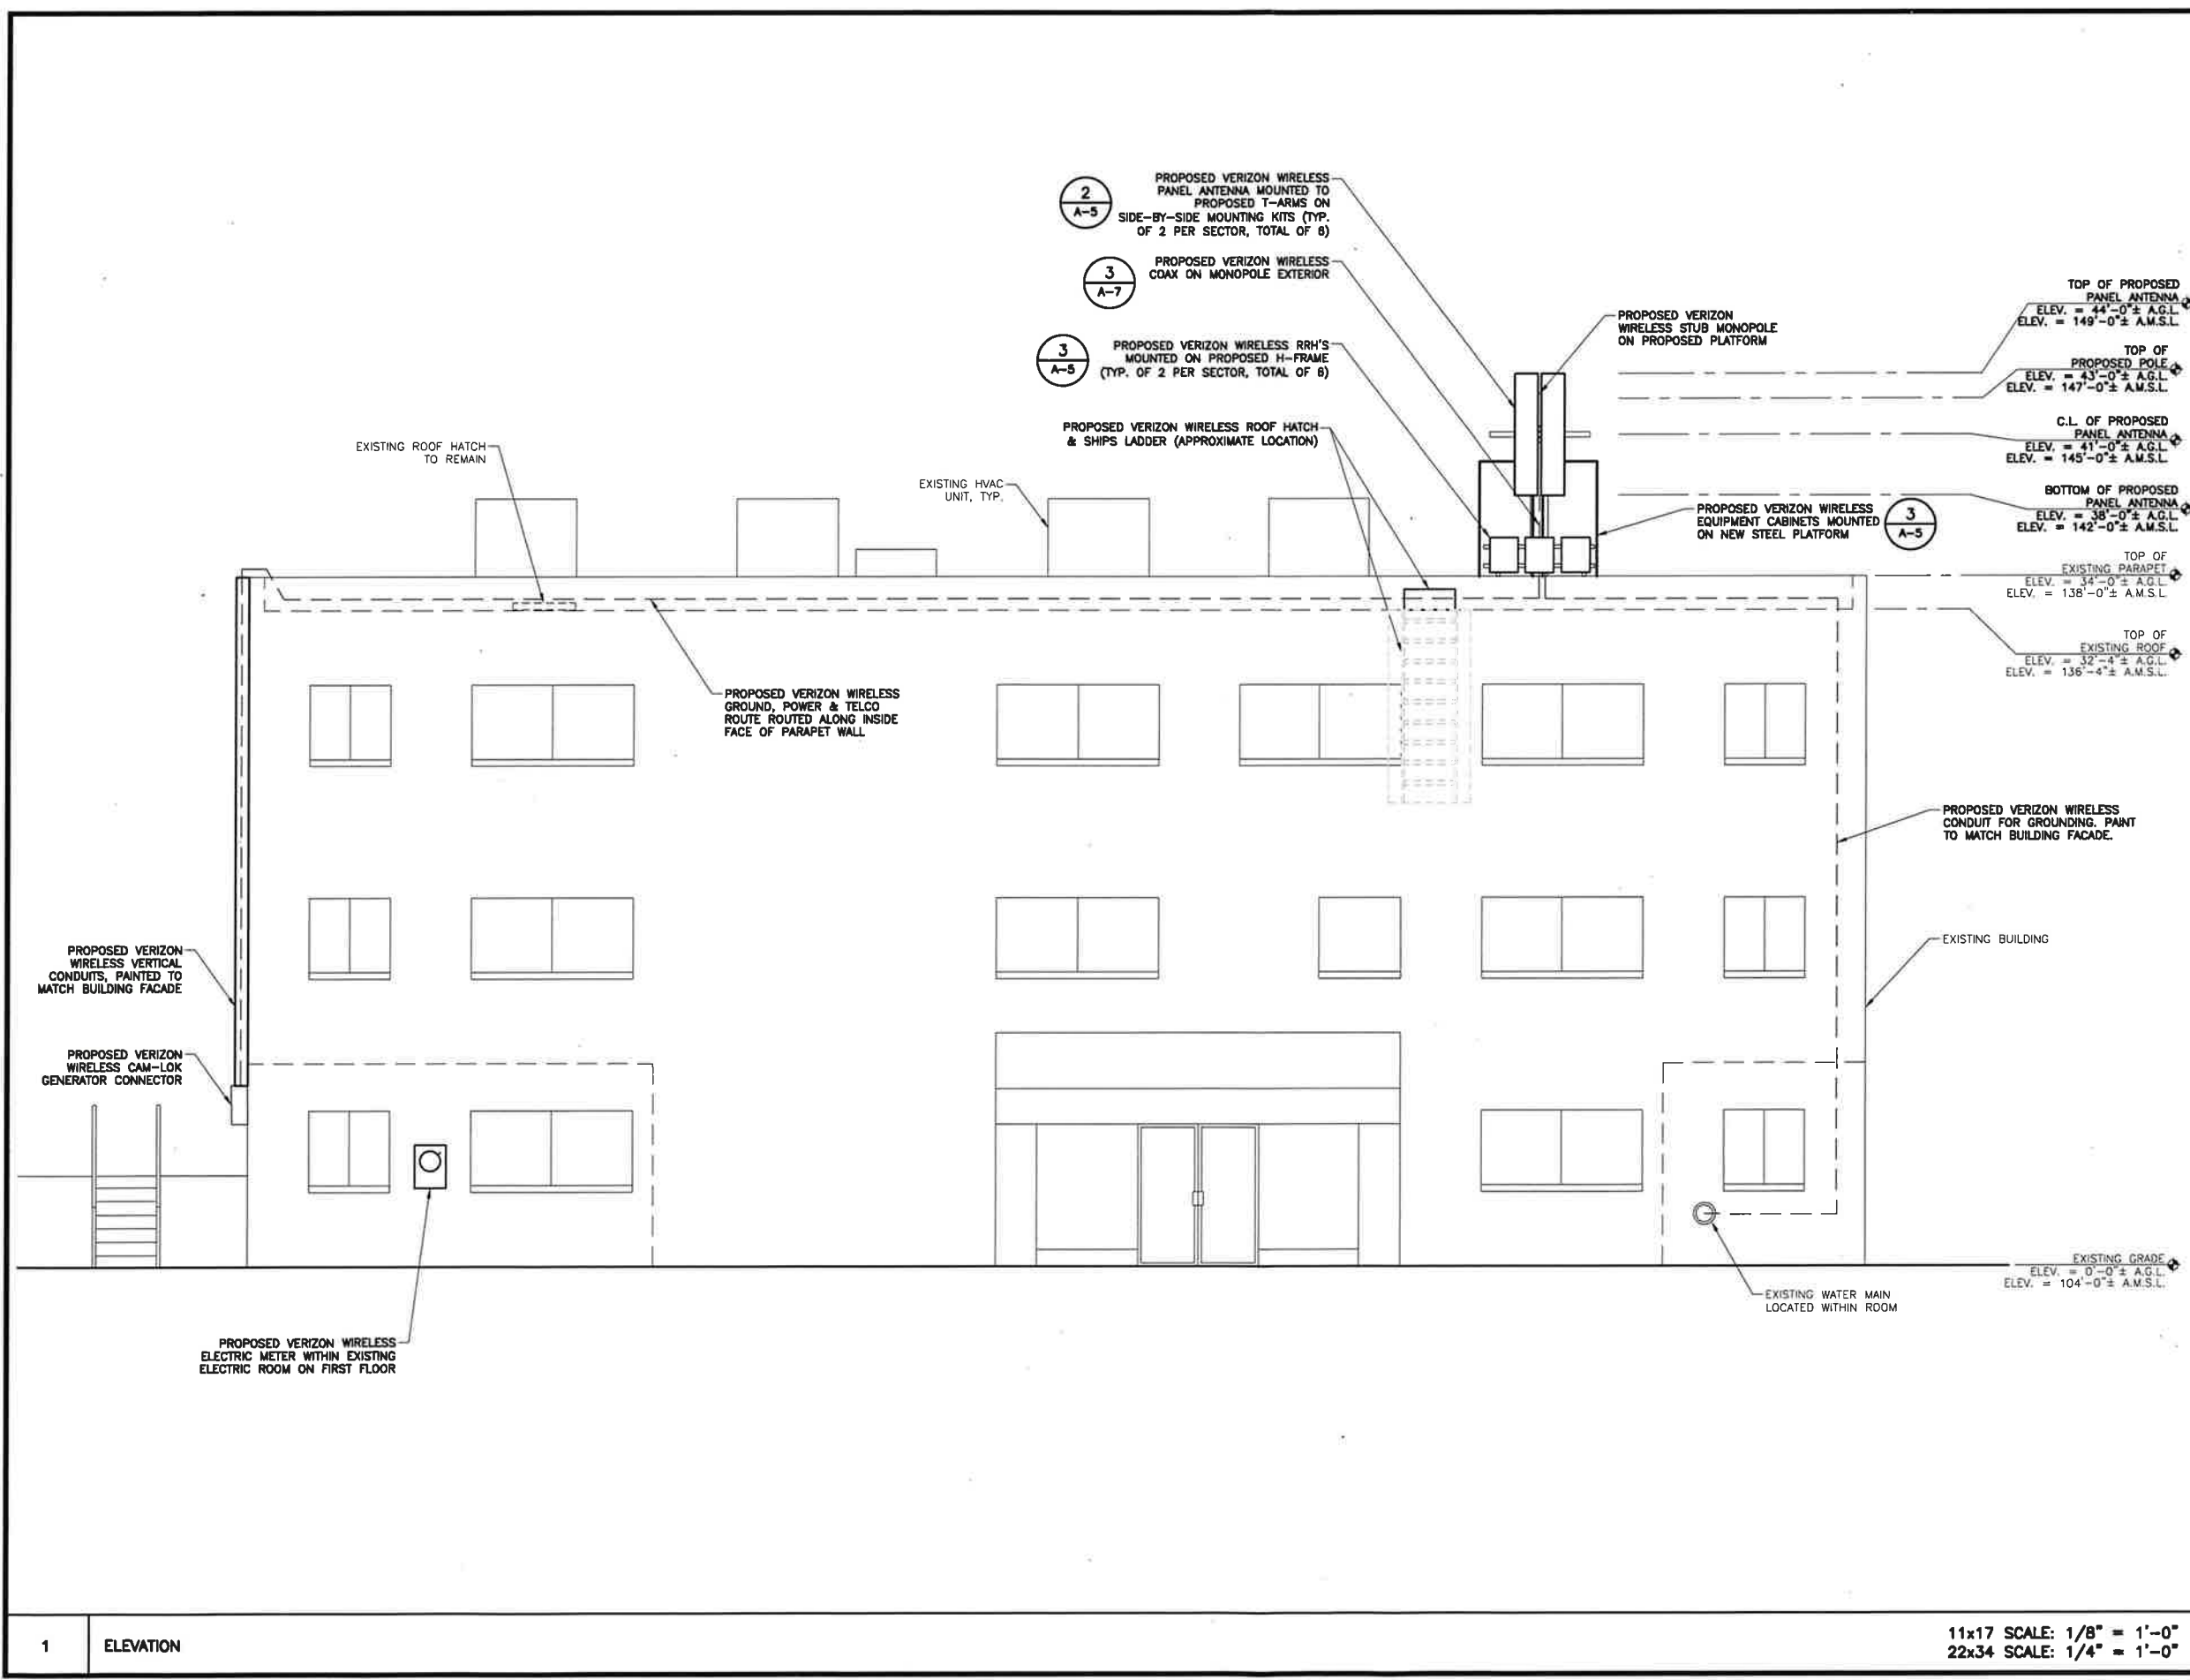 2
A-5
PROPOSED VERIZON WIRELESS
PANEL ANTENNA MOUNTED TO
PROPOSED T-ARMS ON
SIDE-BY-SIDE MOUNTING KITS (TYP.
OF 2 PER SECTOR, TOTAL OF 6)
3
A-7
PROPOSED VERIZON WIRELESS
COAX ON MONOPOLE EXTERIOR
3
A-5
PROPOSED VERIZON WIRELESS RRH'S
MOUNTED ON PROPOSED H-FRAME
(TYP. OF 2 PER SECTOR, TOTAL OF 6)
PROPOSED VERIZON WIRELESS ROOF HATCH
& SHIPS LADDER (APPROXIMATE LOCATION)
EXISTING ROOF HATCH
TO REMAIN
EXISTING HVAC
UNIT, TYP.
PROPOSED VERIZON
WIRELESS STUB MONOPOLE
ON PROPOSED PLATFORM
PROPOSED VERIZON WIRELESS
EQUIPMENT CABINETS MOUNTED
ON NEW STEEL PLATFORM
3
A-5
TOP OF PROPOSED
PANEL ANTENNA
ELEV. = 44'-0"± A.G.L.
ELEV. = 149'-0"± A.M.S.L.
TOP OF
PROPOSED POLE
ELEV. = 43'-0"± A.G.L.
ELEV. = 147'-0"± A.M.S.L.
C.L. OF PROPOSED
PANEL ANTENNA
ELEV. = 41'-0"± A.G.L.
ELEV. = 145'-0"± A.M.S.L.
BOTTOM OF PROPOSED
PANEL ANTENNA
ELEV. = 38'-0"± A.G.L.
ELEV. = 142'-0"± A.M.S.L.
TOP OF
EXISTING PARAPET
ELEV. = 34'-0"± A.G.L.
ELEV. = 138'-0"± A.M.S.L.
TOP OF
EXISTING ROOF
ELEV. = 32'-4"± A.G.L.
ELEV. = 136'-4"± A.M.S.L.
PROPOSED VERIZON WIRELESS
GROUND, POWER & TELCO
ROUTE ROUTED ALONG INSIDE
FACE OF PARAPET WALL
PROPOSED VERIZON WIRELESS
CONDUIT FOR GROUNDING. PAINT
TO MATCH BUILDING FACADE.
EXISTING BUILDING
PROPOSED VERIZON
WIRELESS VERTICAL
CONDUITS, PAINTED TO
MATCH BUILDING FACADE
PROPOSED VERIZON
WIRELESS CAM-LOK
GENERATOR CONNECTOR
EXISTING GRADE
ELEV. = 0'-0"± A.G.L.
ELEV. = 104'-0"± A.M.S.L.
EXISTING WATER MAIN
LOCATED WITHIN ROOM
PROPOSED VERIZON WIRELESS
ELECTRIC METER WITHIN EXISTING
ELECTRIC ROOM ON FIRST FLOOR
1
ELEVATION
11x17 SCALE: 1/8" = 1'-0"
22x34 SCALE: 1/4" = 1'-0"